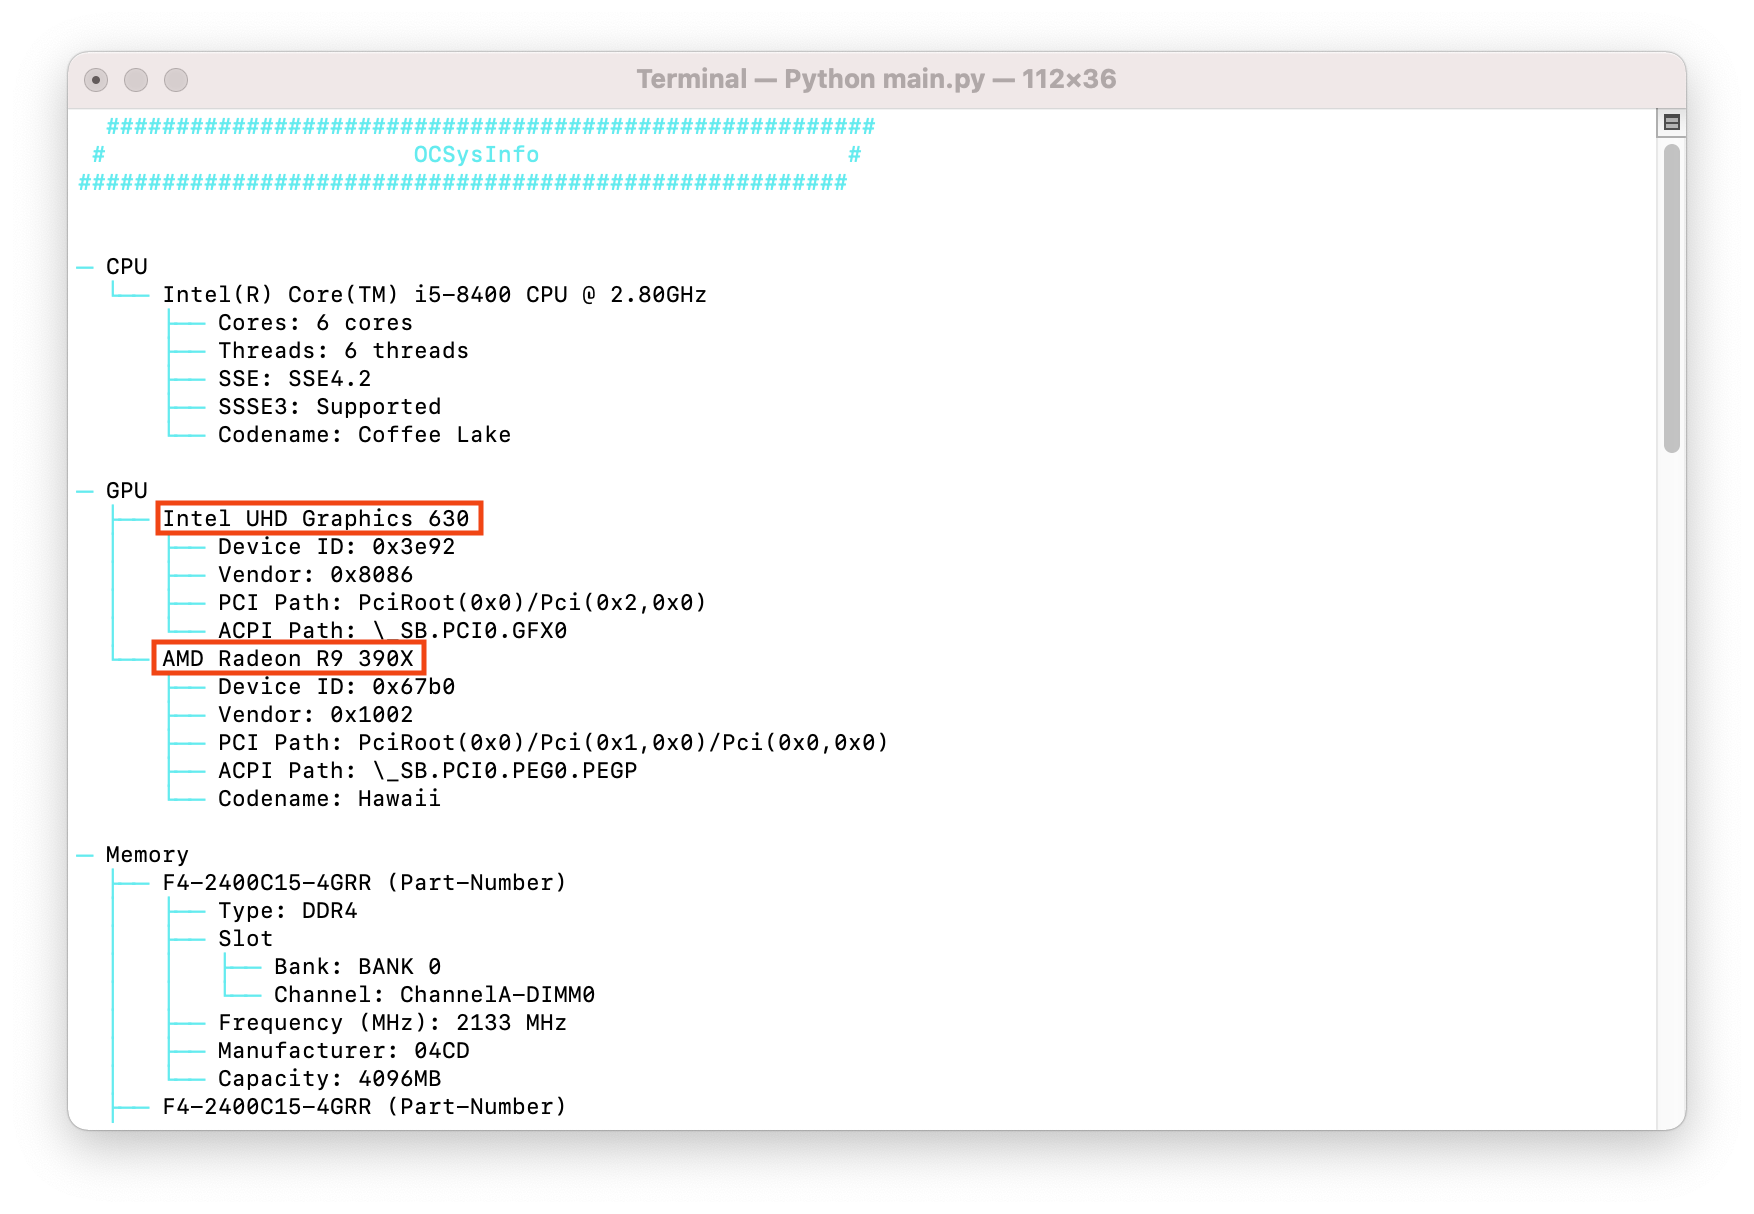 Terminal — Python main.py — 112×36
#######################################################
# OCSysInfo #
#######################################################
— CPU
Intel(R) Core(TM) i5-8400 CPU @ 2.80GHz
Cores: 6 cores
Threads: 6 threads
SSE: SSE4.2
SSSE3: Supported
Codename: Coffee Lake
— GPU
Intel UHD Graphics 630
Device ID: 0x3e92
Vendor: 0x8086
PCI Path: PciRoot(0x0)/Pci(0x2,0x0)
ACPI Path: \_SB.PCI0.GFX0
AMD Radeon R9 390X
Device ID: 0x67b0
Vendor: 0x1002
PCI Path: PciRoot(0x0)/Pci(0x1,0x0)/Pci(0x0,0x0)
ACPI Path: \_SB.PCI0.PEG0.PEGP
Codename: Hawaii
— Memory
F4-2400C15-4GRR (Part-Number)
Type: DDR4
Slot
Bank: BANK 0
Channel: ChannelA-DIMM0
Frequency (MHz): 2133 MHz
Manufacturer: 04CD
Capacity: 4096MB
F4-2400C15-4GRR (Part-Number)